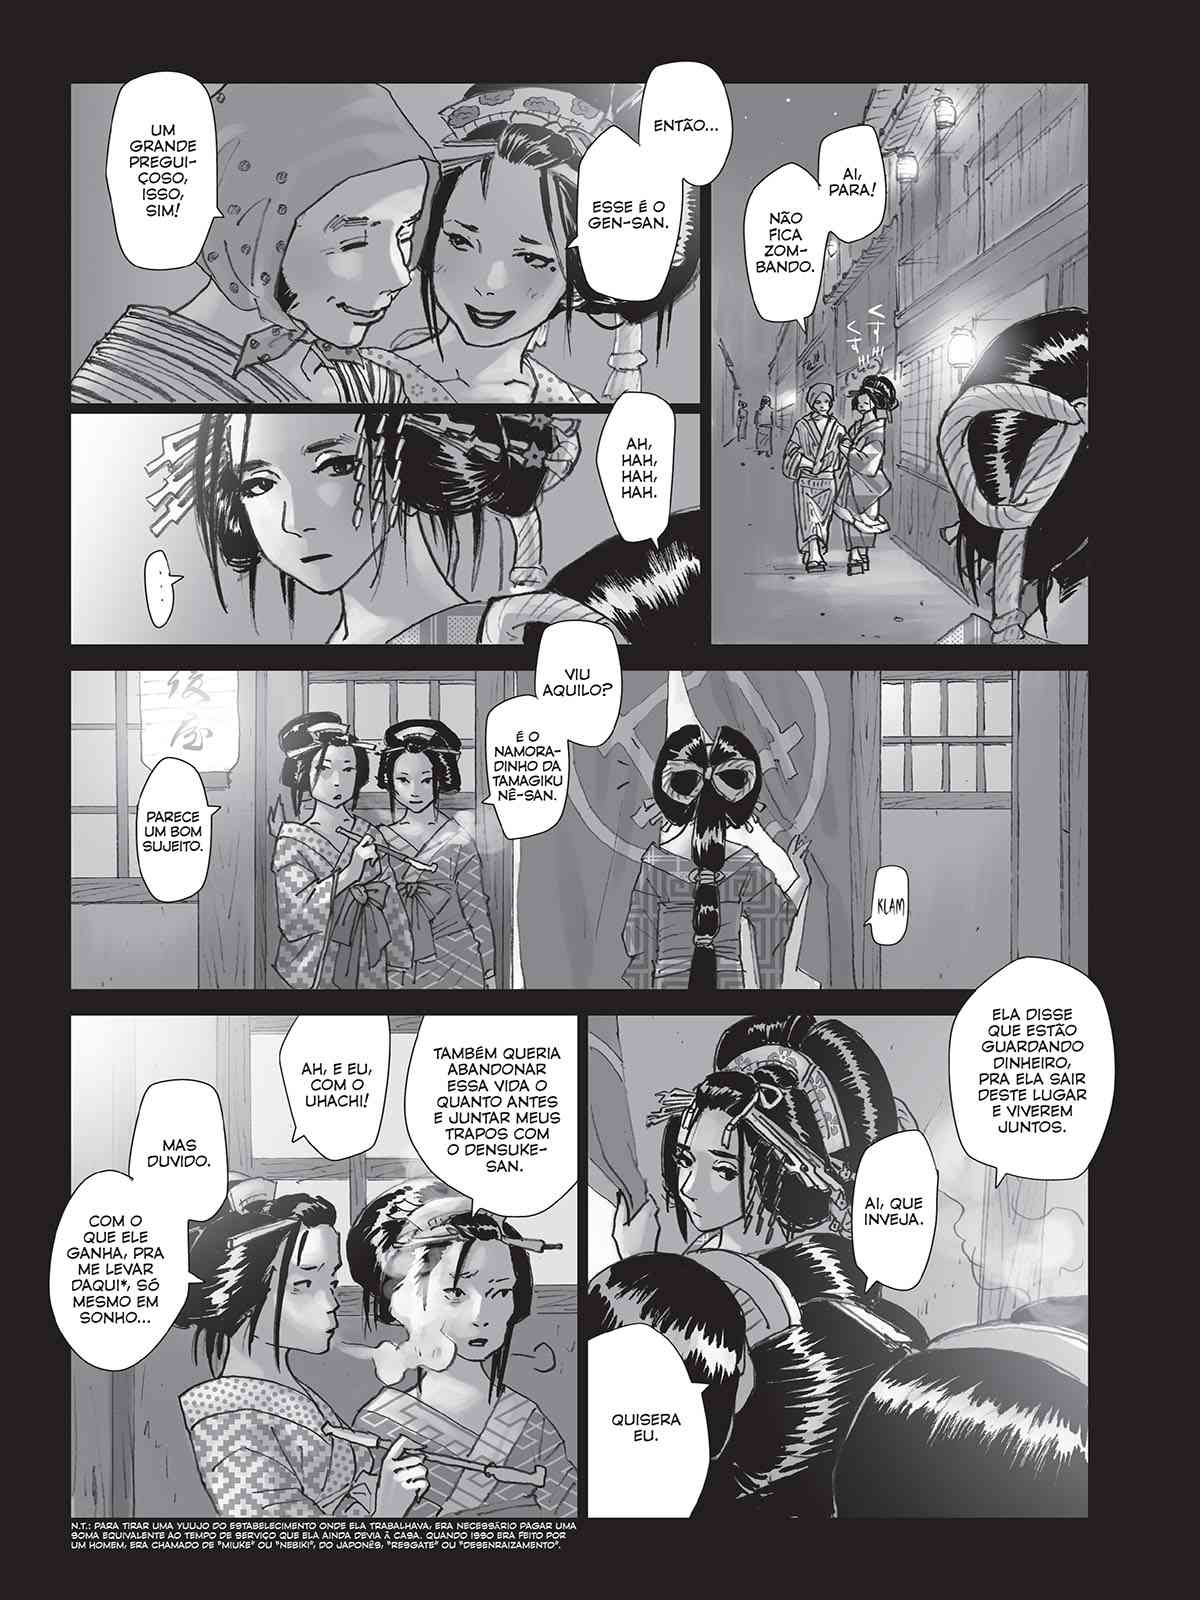 AI,
PARA!
NÃO
FICA
ZOM-
BANDO.
くす
HI
くす
HI
ENTÃO...
ESSE É O
GEN-SAN.
UM
GRANDE
PREGUI-
ÇOSO,
ISSO,
SIM!
AH,
HAH,
HAH,
HAH.
...
KLAM
VIU
AQUILO?
É O
NAMORA-
DINHO DA
TAMAGIKU
NÊ-SAN.
PARECE
UM BOM
SUJEITO.
ELA DISSE
QUE ESTÃO
GUARDANDO
DINHEIRO,
PRA ELA SAIR
DESTE LUGAR
E VIVEREM
JUNTOS.
AI, QUE
INVEJA.
QUISERA
EU.
TAMBÉM QUERIA
ABANDONAR
ESSA VIDA O
QUANTO ANTES
E JUNTAR MEUS
TRAPOS COM
O DENSUKE-
SAN.
AH, E EU,
COM O
UHACHI!
MAS
DUVIDO.
COM O
QUE ELE
GANHA, PRA
ME LEVAR
DAQUI*, SÓ
MESMO EM
SONHO...
N.T.: PARA TIRAR UMA YUUJO DO ESTABELECIMENTO ONDE ELA TRABALHAVA, ERA NECESSÁRIO PAGAR UMA
SOMA EQUIVALENTE AO TEMPO DE SERVIÇO QUE ELA AINDA DEVIA À CASA. QUANDO ISSO ERA FEITO POR
UM HOMEM, ERA CHAMADO DE "MIUKE" OU "NEBIKI", DO JAPONÊS, "RESGATE" OU "DESENRAIZAMENTO".